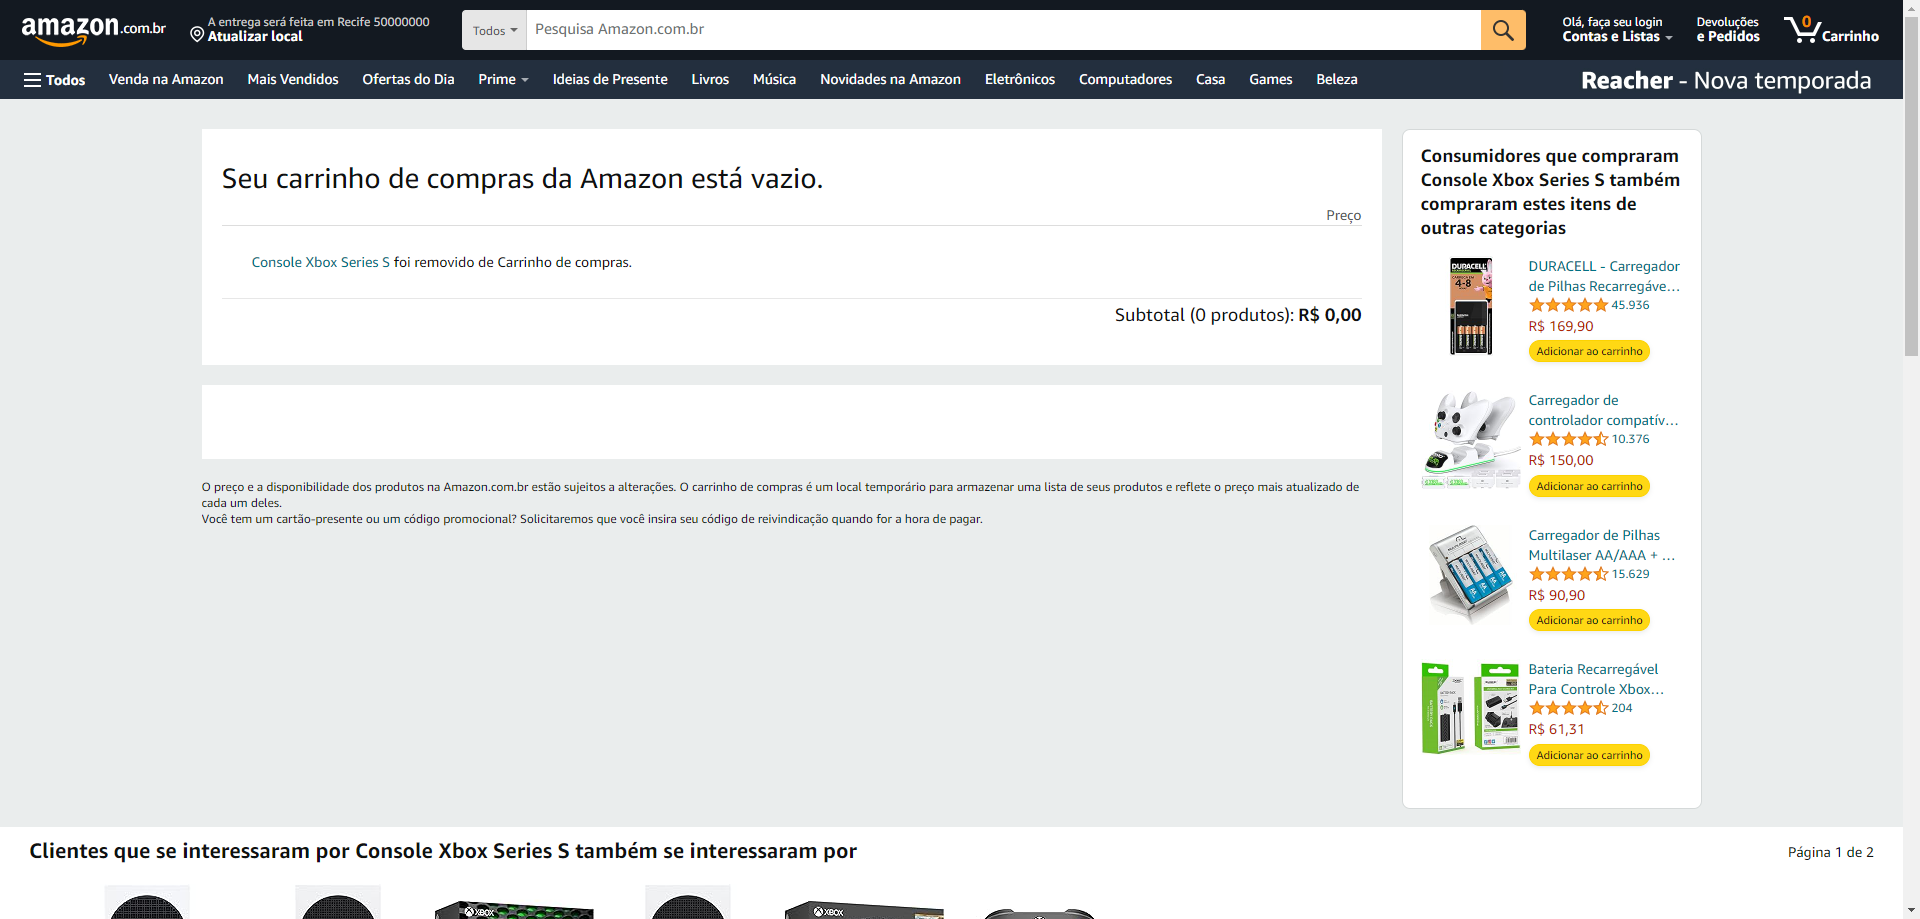 amazon.com.br
A entrega será feita em Recife 50000000
Atualizar local
Todos
Pesquisa Amazon.com.br
Olá, faça seu login
Contas e Listas
Devoluções
e Pedidos
0
Carrinho
Todos
Venda na Amazon
Mais Vendidos
Ofertas do Dia
Prime
Ideias de Presente
Livros
Música
Novidades na Amazon
Eletrônicos
Computadores
Casa
Games
Beleza
Reacher - Nova temporada
Seu carrinho de compras da Amazon está vazio.
Preço
Console Xbox Series S foi removido de Carrinho de compras.
Subtotal (0 produtos): R$ 0,00
O preço e a disponibilidade dos produtos na Amazon.com.br estão sujeitos a alterações. O carrinho de compras é um local temporário para armazenar uma lista de seus produtos e reflete o preço mais atualizado de
cada um deles.
Você tem um cartão-presente ou um código promocional? Solicitaremos que você insira seu código de reivindicação quando for a hora de pagar.
Consumidores que compraram
Console Xbox Series S também
compraram estes itens de
outras categorias
DURACELL
4-8
DURACELL - Carregador
de Pilhas Recarregáve...
45.936
R$ 169,90
Adicionar ao carrinho
Carregador de
controlador compatív...
10.376
R$ 150,00
Adicionar ao carrinho
Carregador de Pilhas
Multilaser AA/AAA + ...
15.629
R$ 90,90
Adicionar ao carrinho
Bateria Recarregável
Para Controle Xbox...
204
R$ 61,31
Adicionar ao carrinho
Clientes que se interessaram por Console Xbox Series S também se interessaram por
Página 1 de 2
XBOX
XBOX